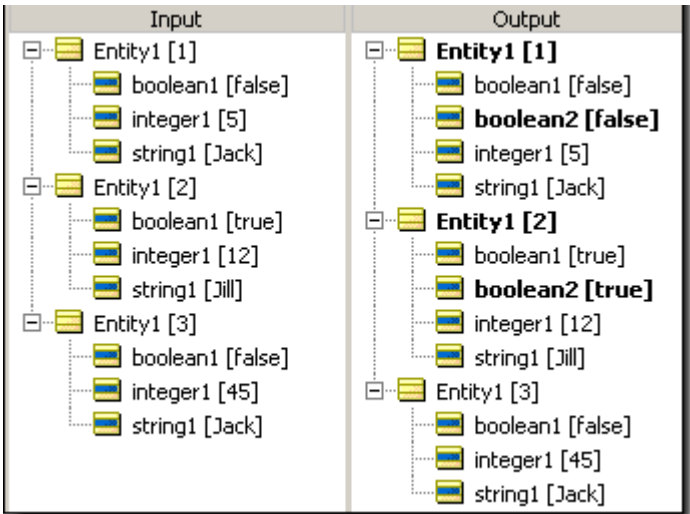 Input
Entity1 [1]
boolean1 [false]
integer1 [5]
string1 [Jack]
Entity1 [2]
boolean1 [true]
integer1 [12]
string1 [Jill]
Entity1 [3]
boolean1 [false]
integer1 [45]
string1 [Jack]
Output
Entity1 [1]
boolean1 [false]
boolean2 [false]
integer1 [5]
string1 [Jack]
Entity1 [2]
boolean1 [true]
boolean2 [true]
integer1 [12]
string1 [Jill]
Entity1 [3]
boolean1 [false]
integer1 [45]
string1 [Jack]